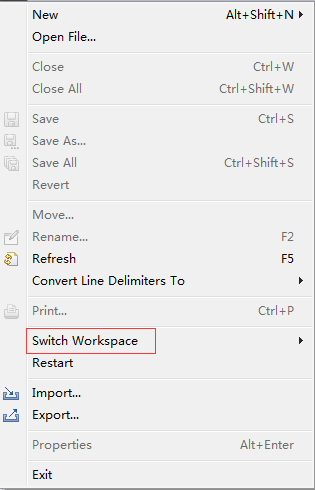 New Alt+Shift+N
Open File...
Close Ctrl+W
Close All Ctrl+Shift+W
Save Ctrl+S
Save As...
Save All Ctrl+Shift+S
Revert
Move...
Rename... F2
Refresh F5
Convert Line Delimiters To
Print... Ctrl+P
Switch Workspace
Restart
Import...
Export...
Properties Alt+Enter
Exit